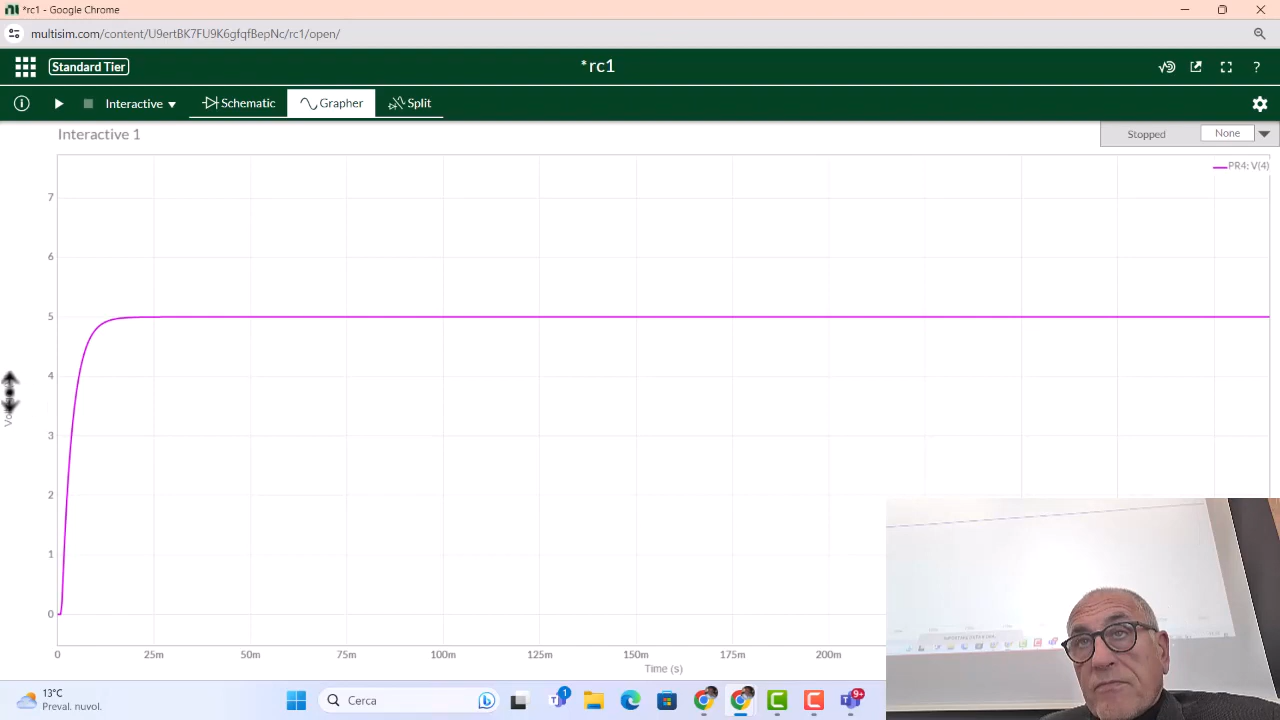 *rc1 - Google Chrome
multisim.com/content/U9ertBK7FU9K6gfqfBepNc/rc1/open/
Standard Tier
*rc1
?
Interactive
Schematic
Grapher
Split
Interactive 1
Stopped
None
PR4: V(4)
7
6
5
4
3
2
1
0
0
25m
50m
75m
100m
125m
150m
175m
200m
Time (s)
13°C
Preval. nuvol.
Cerca
1
9+